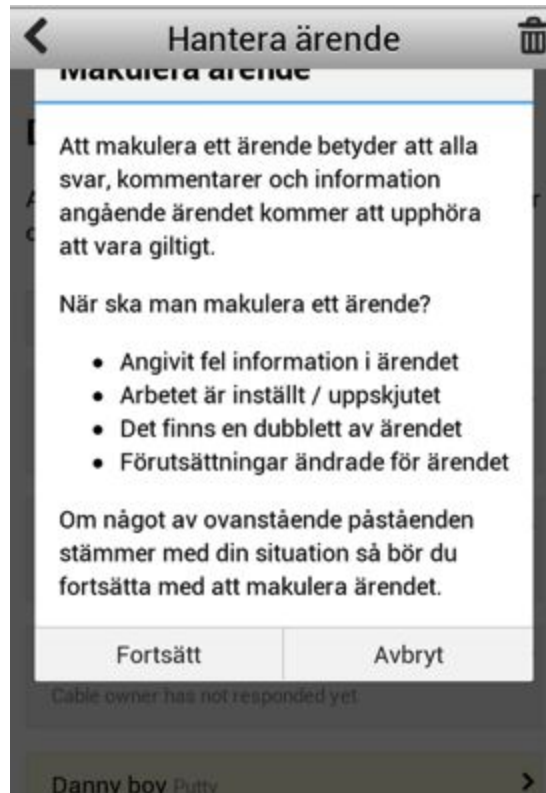 Hantera ärende
Makulera ärende
Att makulera ett ärende betyder att alla
svar, kommentarer och information
angående ärendet kommer att upphöra
att vara giltigt.
När ska man makulera ett ärende?
Angivit fel information i ärendet
Arbetet är inställt / uppskjutet
Det finns en dubblett av ärendet
Förutsättningar ändrade för ärendet
Om något av ovanstående påståenden
stämmer med din situation så bör du
fortsätta med att makulera ärendet.
Fortsätt
Avbryt
Cable owner has not responded yet
Danny boy Putty